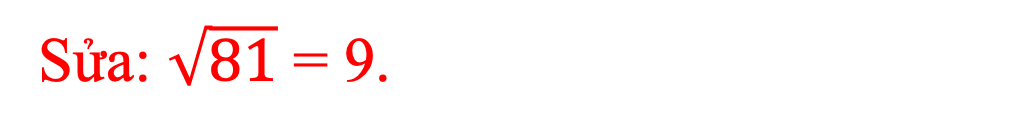 Sửa: √81 = 9.